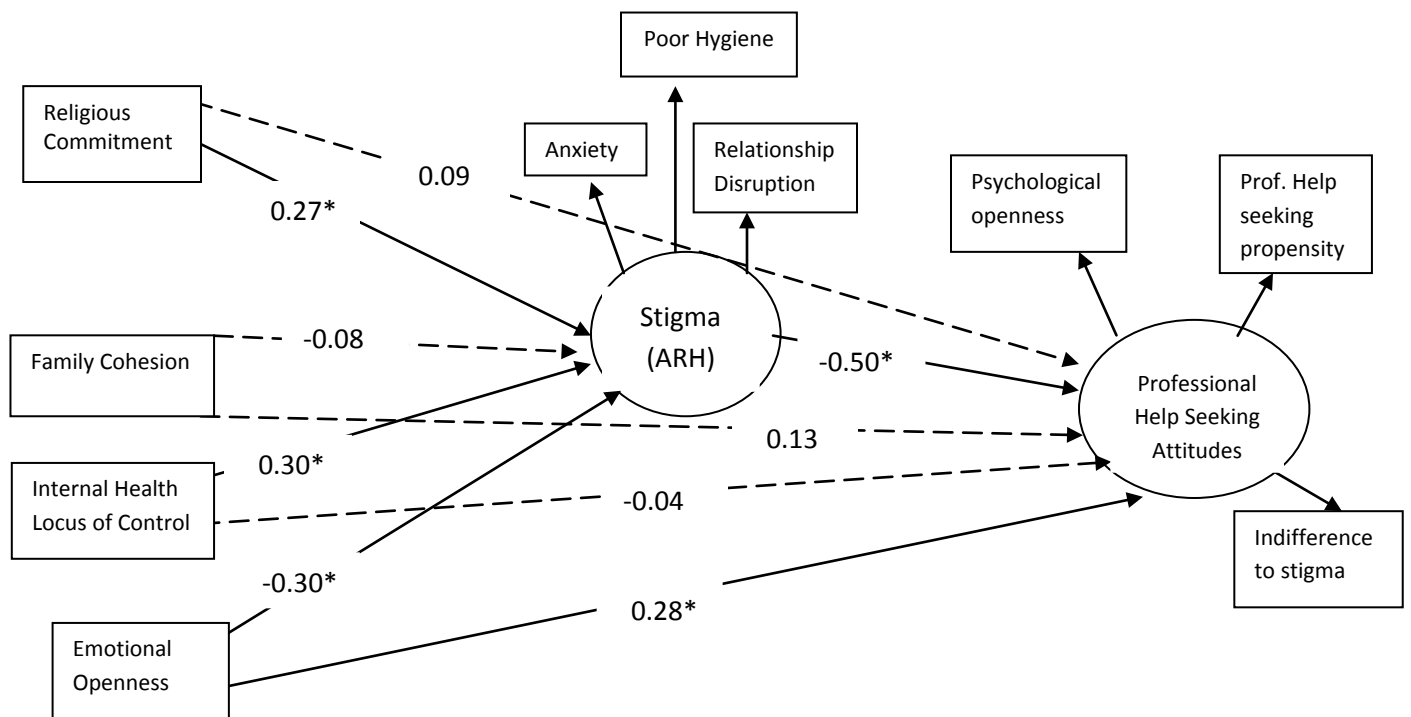 Poor Hygiene
Religious
Commitment
Anxiety
Relationship
Disruption
0.09
Psychological
openness
Prof. Help
seeking
propensity
0.27*
Stigma
(ARH)
-0.08
Family Cohesion
-0.50*
Professional
Help Seeking
Attitudes
0.13
0.30*
Internal Health
Locus of Control
-0.04
Indifference
to stigma
-0.30*
0.28*
Emotional
Openness